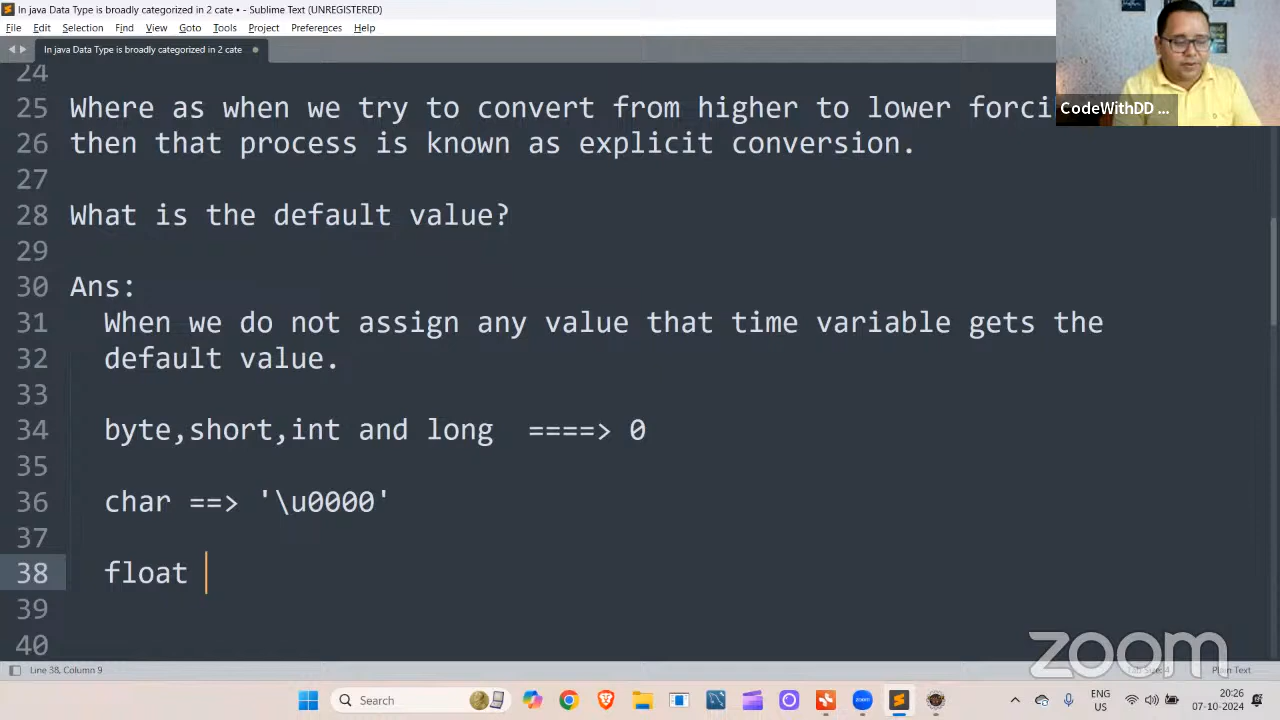 In java Data Type is broadly categorized in 2 cate • - Sublime Text (UNREGISTERED)
File Edit Selection Find View Goto Tools Project Preferences Help
In java Data Type is broadly categorized in 2 cate
24
25 Where as when we try to convert from higher to lower forci
26 then that process is known as explicit conversion.
27
28 What is the default value?
29
30 Ans:
31 When we do not assign any value that time variable gets the
32 default value.
33
34 byte,short,int and long ====> 0
35
36 char ==> '\u0000'
37
38 float
39
40
CodeWithDD ...
zoom
Line 38, Column 9
Tab Size: 4
Plain Text
Search
ENG
US
20:26
07-10-2024